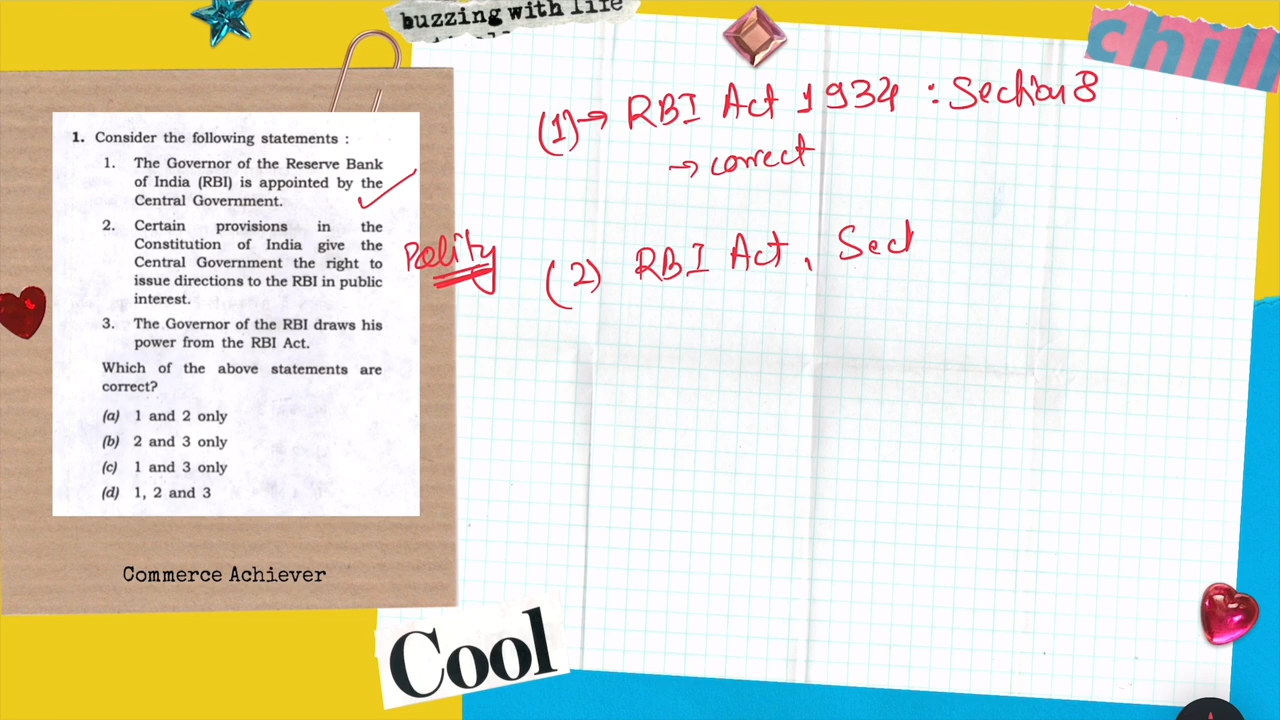 buzzing with life
chill
1. Consider the following statements :
1. The Governor of the Reserve Bank
of India (RBI) is appointed by the
Central Government.
2. Certain provisions in the
Constitution of India give the
Central Government the right to
issue directions to the RBI in public
interest.
3. The Governor of the RBI draws his
power from the RBI Act.
Which of the above statements are
correct?
(a) 1 and 2 only
(b) 2 and 3 only
(c) 1 and 3 only
(d) 1, 2 and 3
Commerce Achiever
Polity
(1)→ RBI Act 1934 : Section 8
→ correct
(2) RBI Act, Sect
Cool